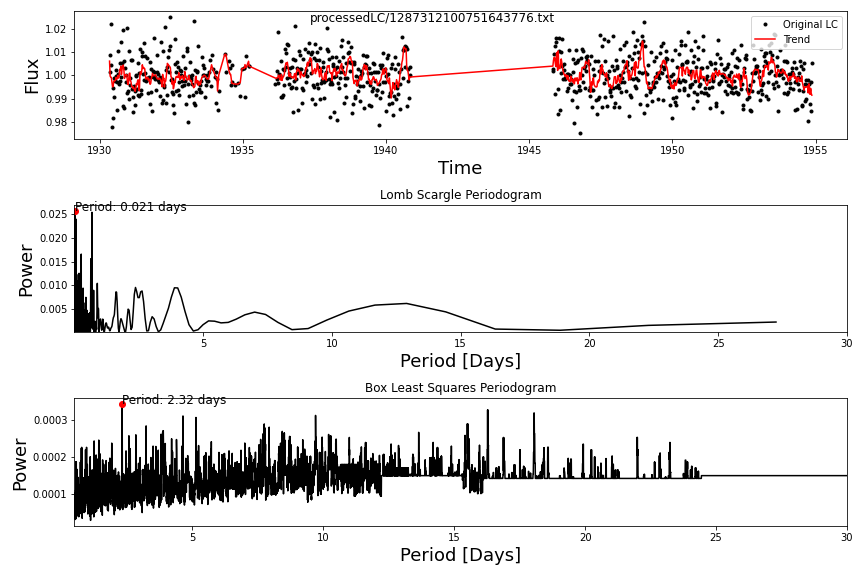 processedLC/1287312100751643776.txt
Original LC
Trend
Flux
1.02
1.01
1.00
0.99
0.98
1930 1935 1940 1945 1950 1955
Time
Lomb Scargle Periodogram
Period: 0.021 days
Power
0.025
0.020
0.015
0.010
0.005
5 10 15 20 25 30
Period [Days]
Box Least Squares Periodogram
Period: 2.32 days
Power
0.0003
0.0002
0.0001
5 10 15 20 25 30
Period [Days]